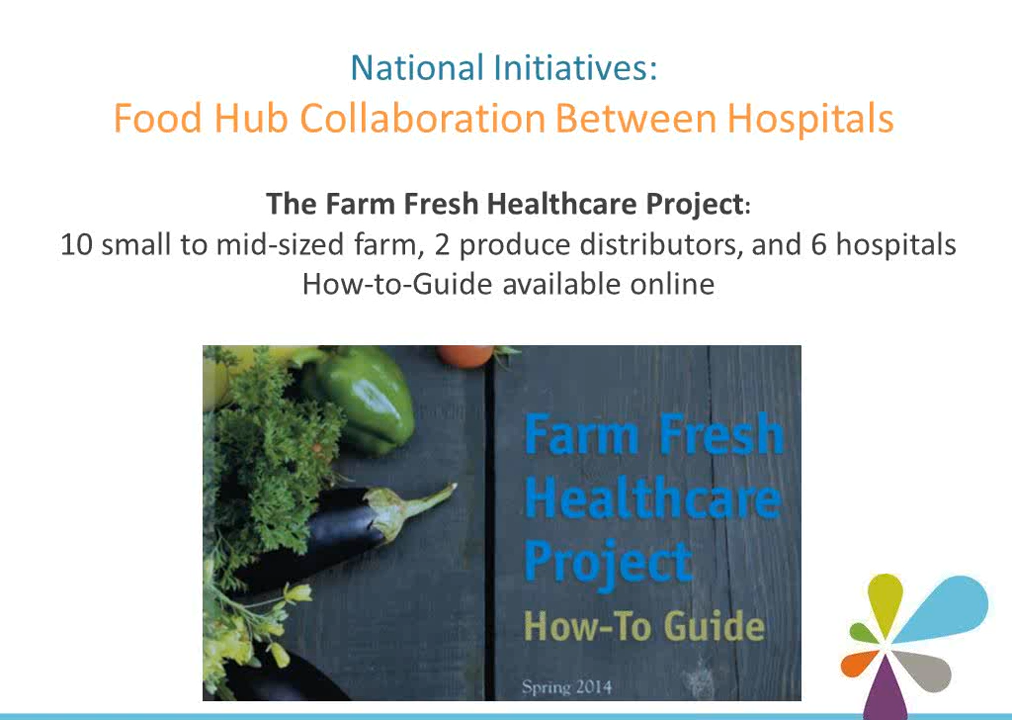 National Initiatives:
Food Hub Collaboration Between Hospitals
The Farm Fresh Healthcare Project:
10 small to mid-sized farm, 2 produce distributors, and 6 hospitals
How-to-Guide available online
Farm Fresh
Healthcare
Project
How-To Guide
Spring 2014